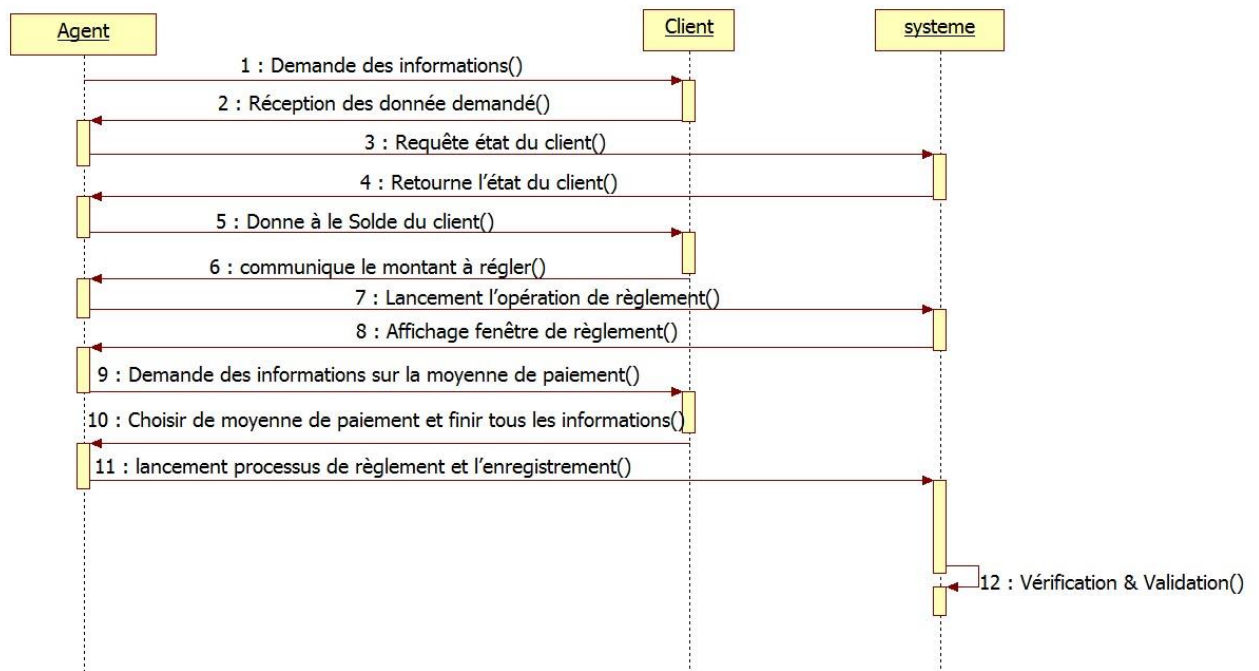 Agent
Client
systeme
1 : Demande des informations()
2 : Réception des donnée demandé()
3 : Requête état du client()
4 : Retourne l’état du client()
5 : Donne à le Solde du client()
6 : communique le montant à régler()
7 : Lancement l’opération de règlement()
8 : Affichage fenêtre de règlement()
9 : Demande des informations sur la moyenne de paiement()
10 : Choisir de moyenne de paiement et finir tous les informations()
11 : lancement processus de règlement et l’enregistrement()
12 : Vérification & Validation()